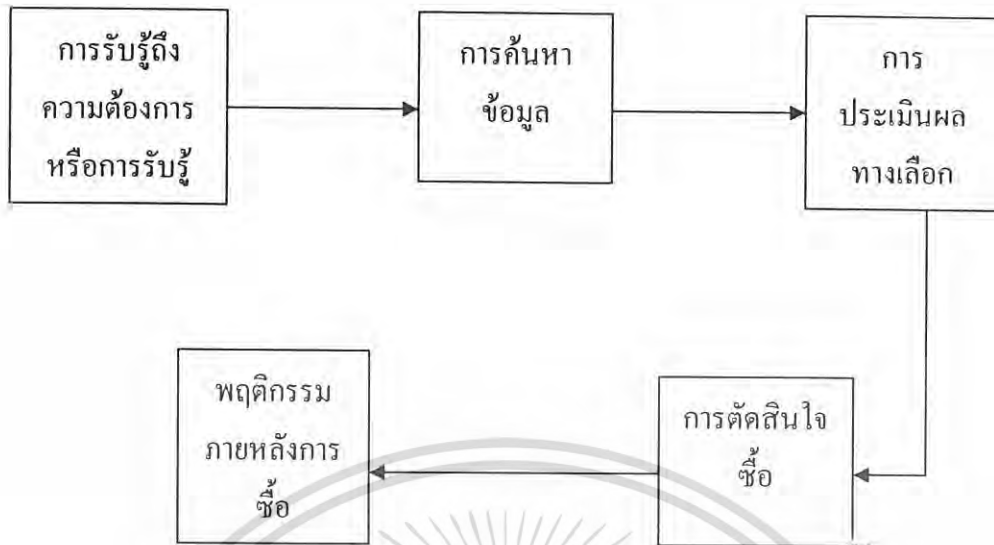 การรับรู้ถึง
ความต้องการ
หรือการรับรู้
การค้นหา
ข้อมูล
การ
ประเมินผล
ทางเลือก
การตัดสินใจ
ซื้อ
พฤติกรรม
ภายหลังการ
ซื้อ